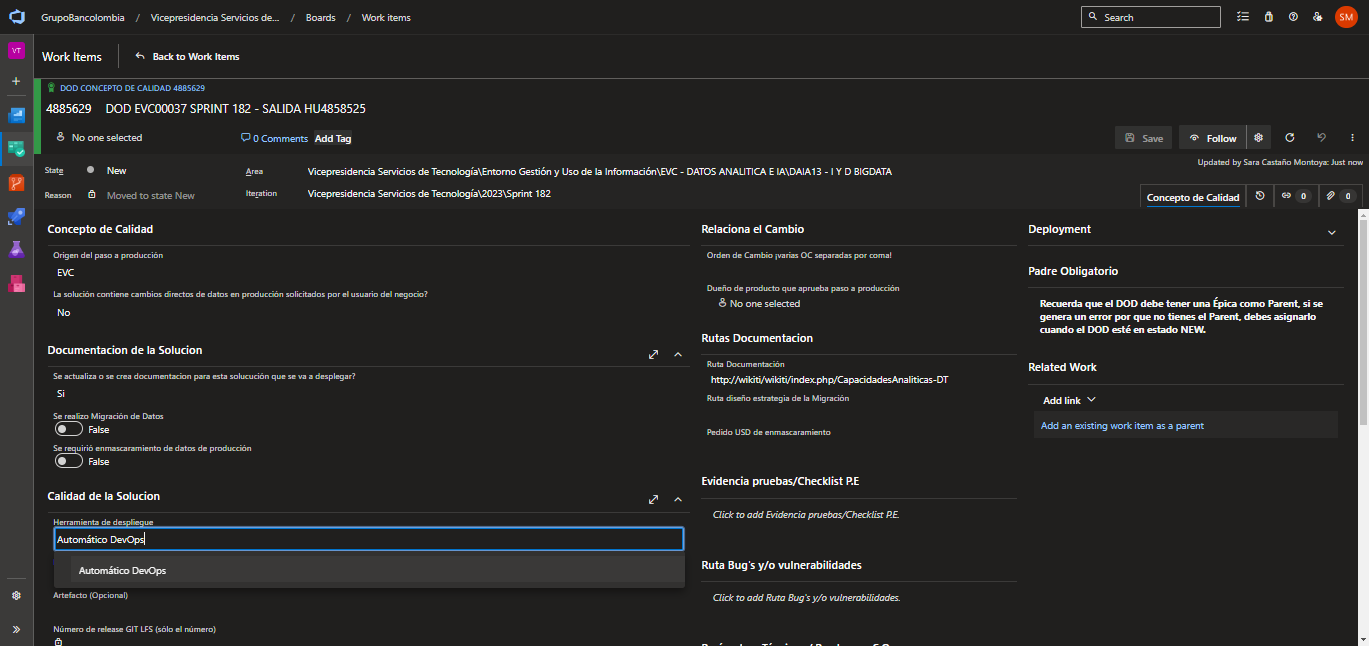 GrupoBancolombia / Vicepresidencia Servicios de... / Boards / Work items
Search
SM
VT
Work Items
Back to Work Items
DOD CONCEPTO DE CALIDAD 4885629
4885629 DOD EVC00037 SPRINT 182 - SALIDA HU4858525
No one selected
0 Comments
Add Tag
Save
Follow
Updated by Sara Castaño Montoya: Just now
State
New
Area
Vicepresidencia Servicios de Tecnología\Entorno Gestión y Uso de la Información\EVC - DATOS ANALITICA E IA\DAIA13 - I Y D BIGDATA
Reason
Moved to state New
Iteration
Vicepresidencia Servicios de Tecnología\2023\Sprint 182
Concepto de Calidad
0
0
Concepto de Calidad
Origen del paso a producción
EVC
La solución contiene cambios directos de datos en producción solicitados por el usuario del negocio?
No
Documentacion de la Solucion
Se actualiza o se crea documentacion para esta solucución que se va a desplegar?
Si
Se realizo Migración de Datos
False
Se requirió enmascaramiento de datos de producción
False
Calidad de la Solucion
Herramienta de despliegue
Automático DevOps
Automático DevOps
Artefacto (Opcional)
Número de release GIT LFS (sólo el número)
Relaciona el Cambio
Orden de Cambio ¡varias OC separadas por coma!
Dueño de producto que aprueba paso a producción
No one selected
Rutas Documentacion
Ruta Documentación
http://wikiti/wikiti/index.php/CapacidadesAnaliticas-DT
Ruta diseño estrategia de la Migración
Pedido USD de enmascaramiento
Evidencia pruebas/Checklist P.E
Click to add Evidencia pruebas/Checklist P.E.
Ruta Bug's y/o vulnerabilidades
Click to add Ruta Bug's y/o vulnerabilidades.
Deployment
Padre Obligatorio
Recuerda que el DOD debe tener una Épica como Parent, si se
genera un error por que no tienes el Parent, debes asignarlo
cuando el DOD esté en estado NEW.
Related Work
Add link
Add an existing work item as a parent